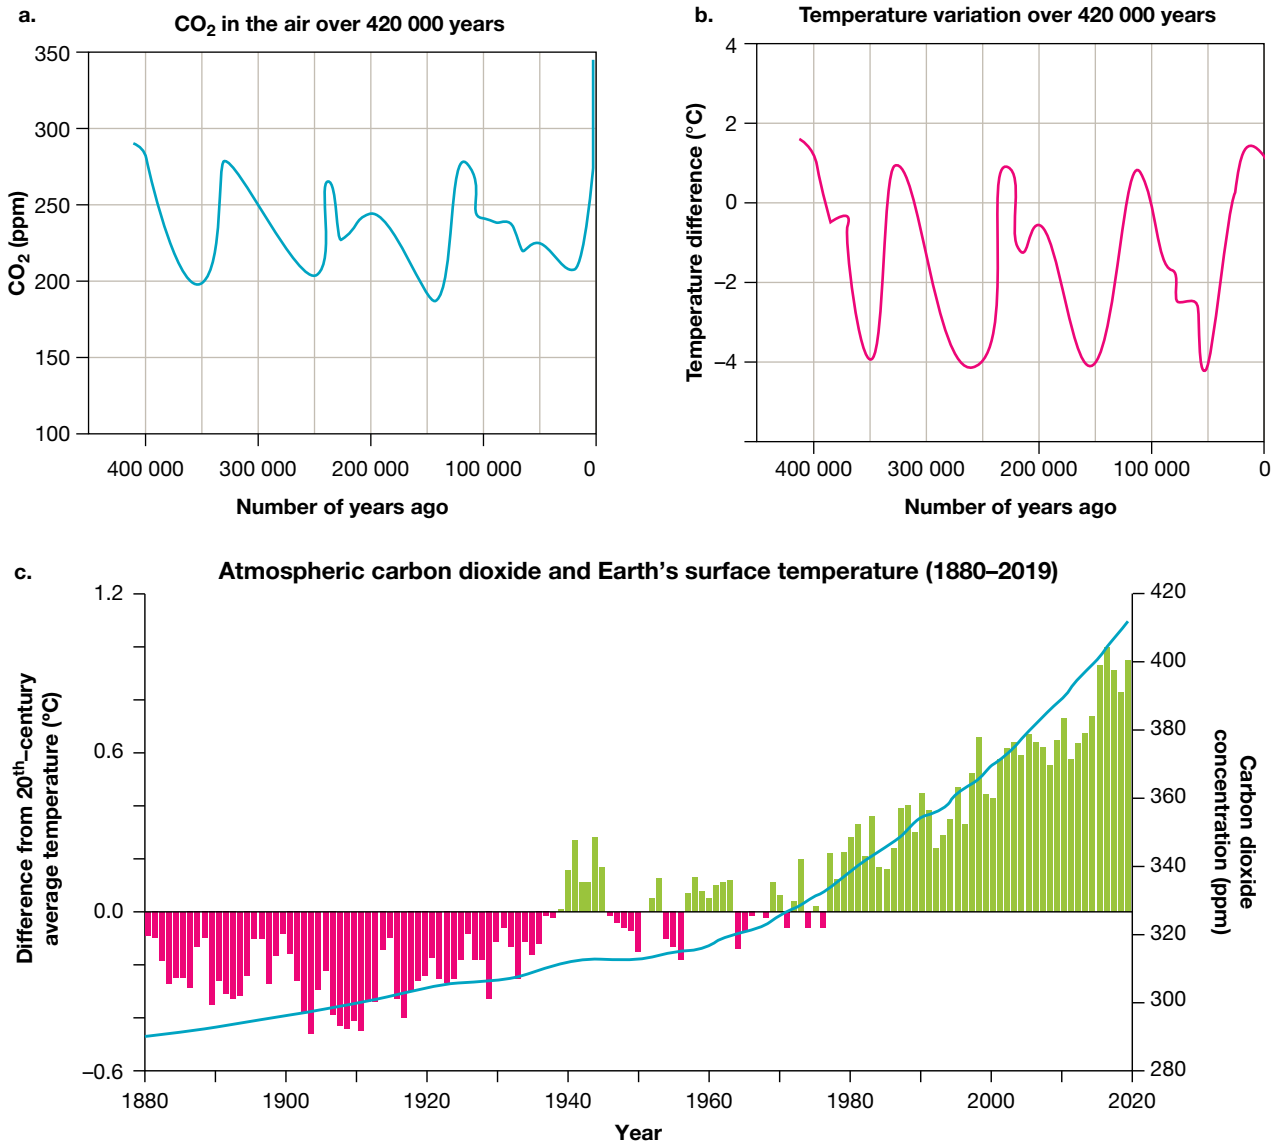 a.
CO₂ in the air over 420 000 years
350
300
250
200
150
100
CO₂ (ppm)
400 000 300 000 200 000 100 000 0
Number of years ago
b.
Temperature variation over 420 000 years
4
2
0
−2
−4
Temperature difference (°C)
400 000 300 000 200 000 100 000 0
Number of years ago
c.
Atmospheric carbon dioxide and Earth’s surface temperature (1880–2019)
1.2
0.6
0.0
−0.6
Difference from 20th–century
average temperature (°C)
420
400
380
360
340
320
300
280
Carbon dioxide
concentration (ppm)
1880 1900 1920 1940 1960 1980 2000 2020
Year